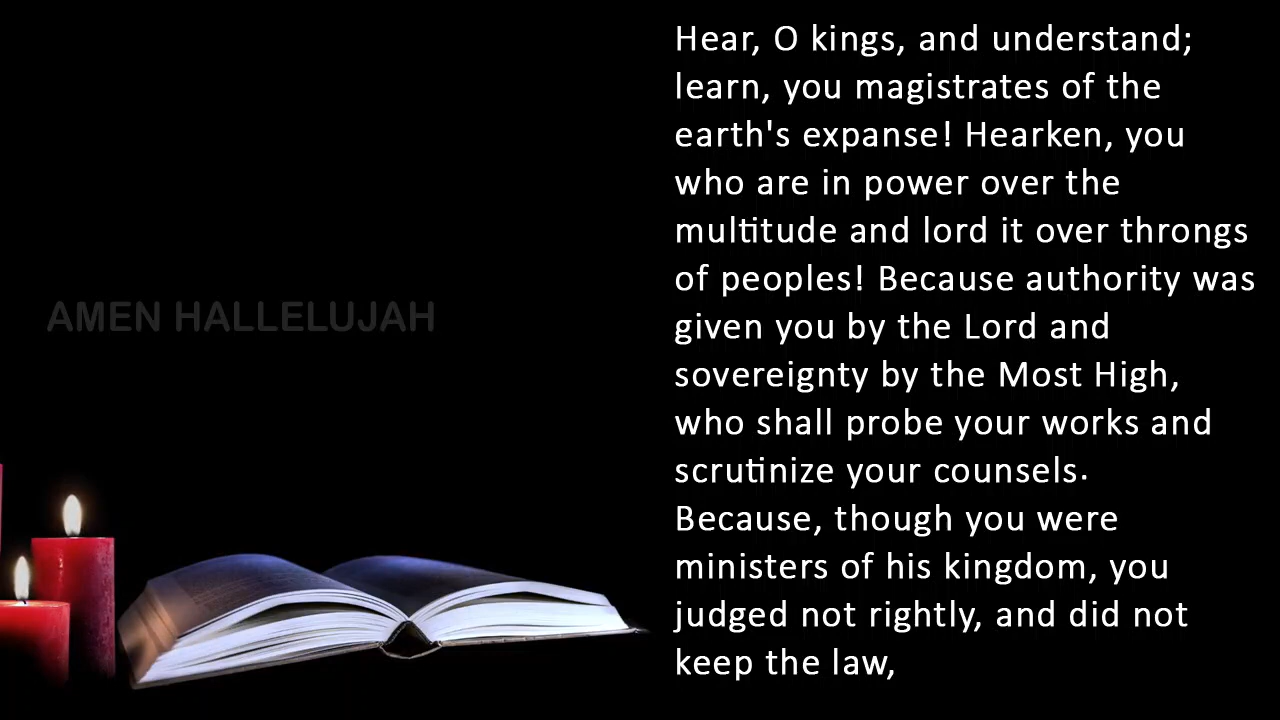 Hear, O kings, and understand;
learn, you magistrates of the
earth's expanse! Hearken, you
who are in power over the
multitude and lord it over throngs
of peoples! Because authority was
given you by the Lord and
sovereignty by the Most High,
who shall probe your works and
scrutinize your counsels.
Because, though you were
ministers of his kingdom, you
judged not rightly, and did not
keep the law,
AMEN HALLELUJAH